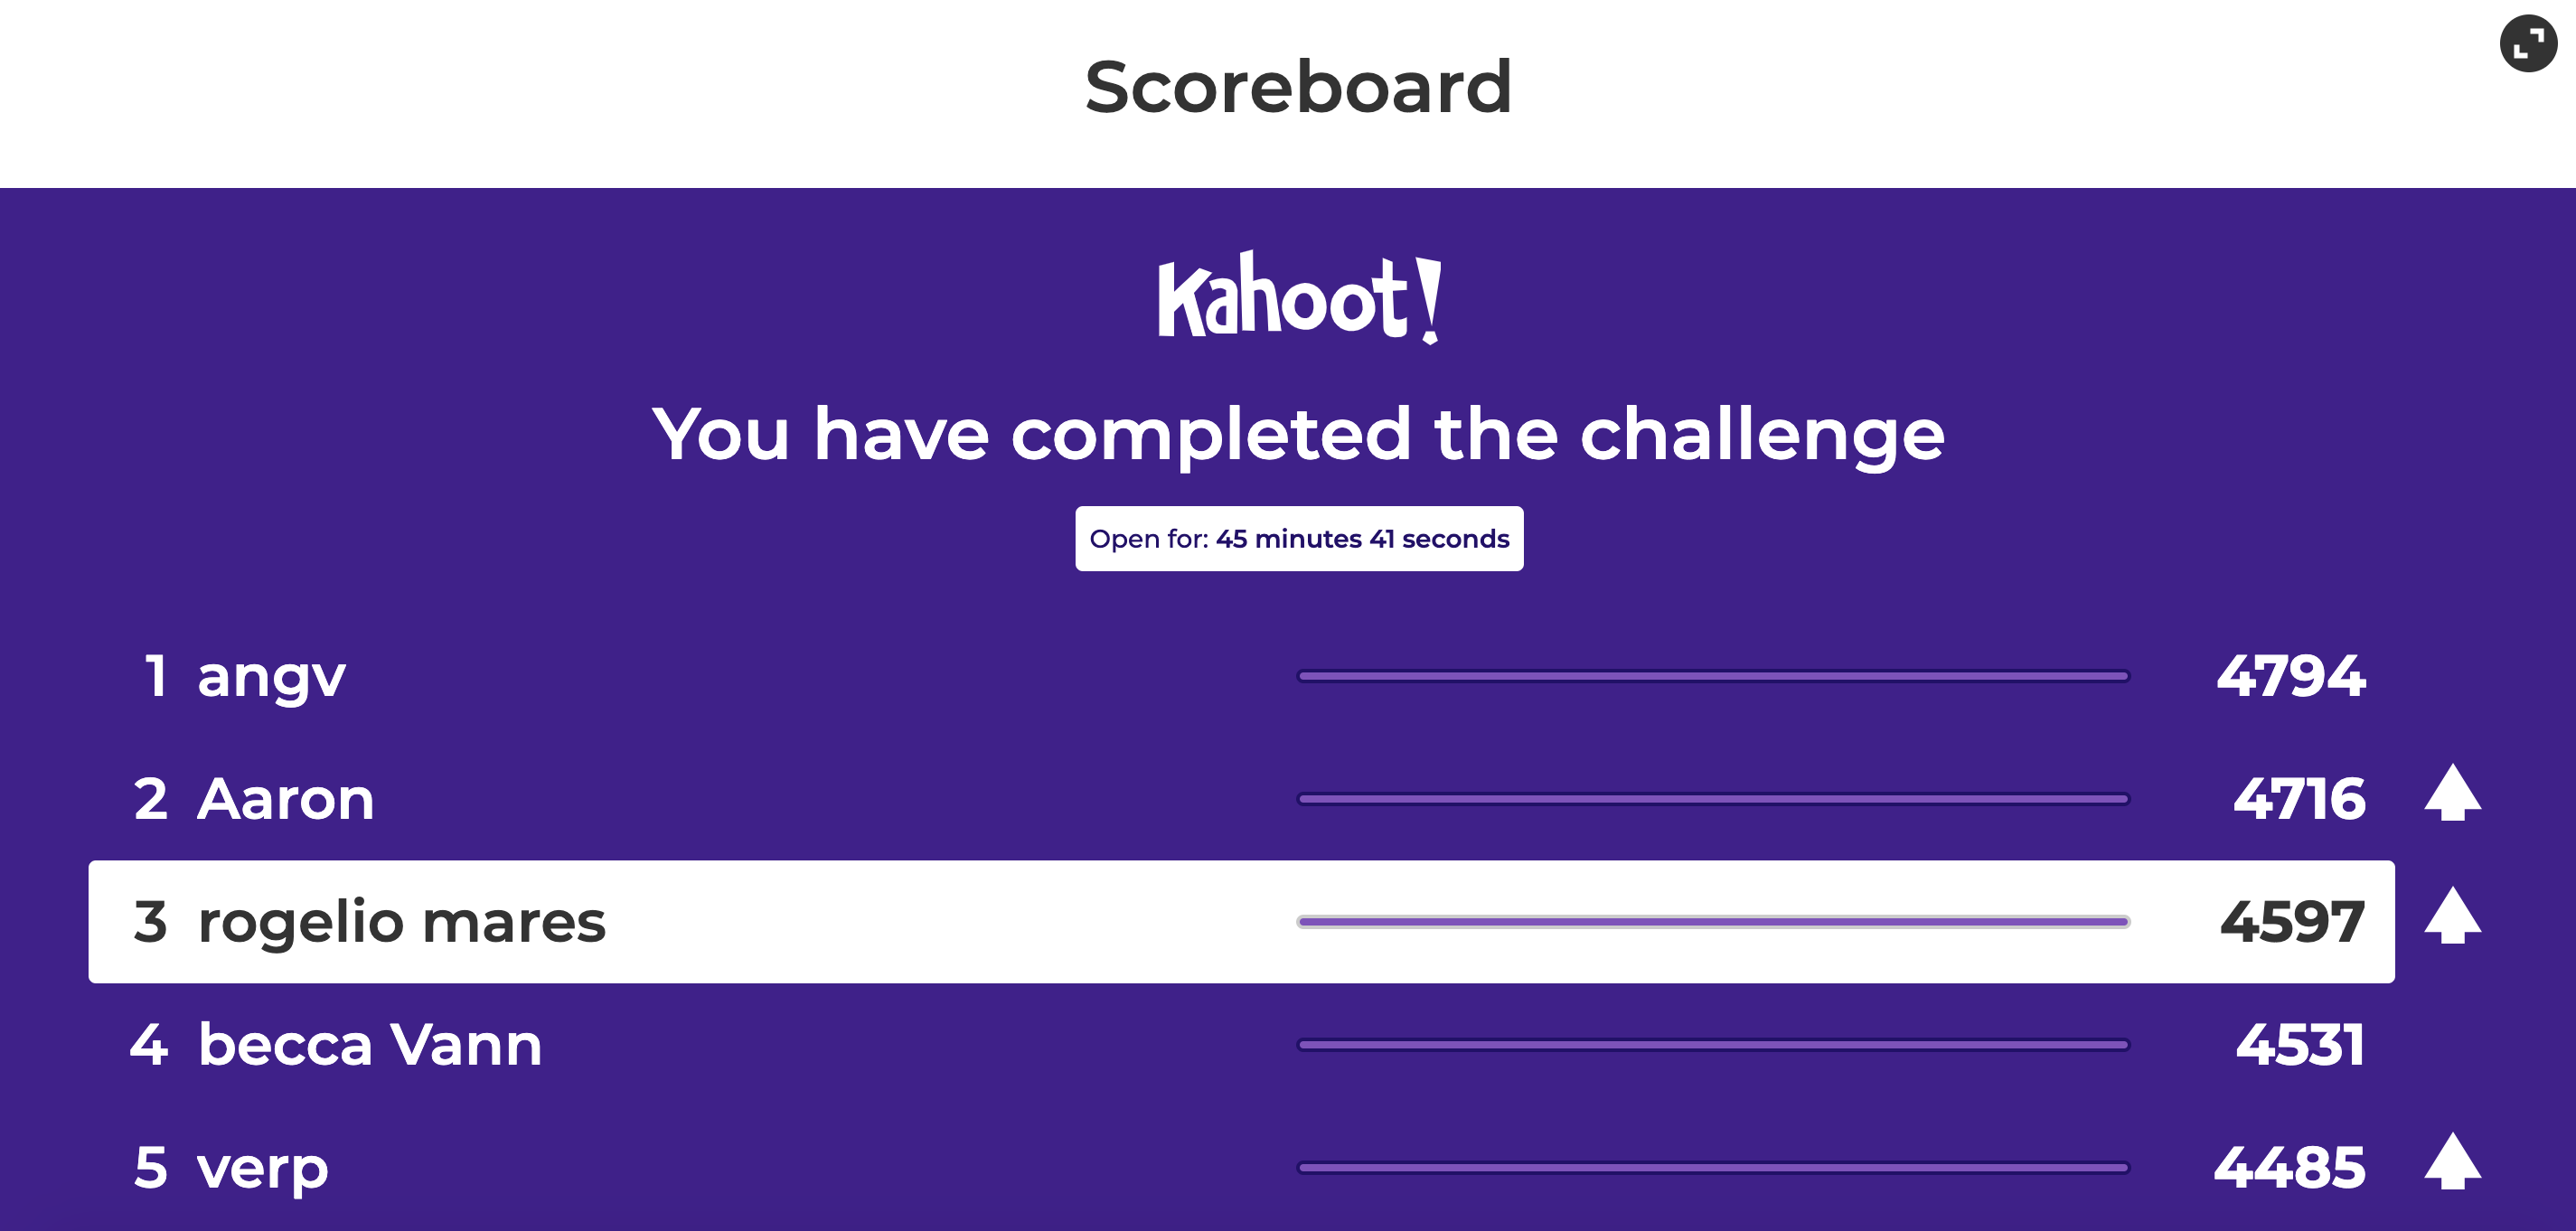 Scoreboard
Kahoot!
You have completed the challenge
Open for: 45 minutes 41 seconds
1 angv 4794
2 Aaron 4716
3 rogelio mares 4597
4 becca Vann 4531
5 verp 4485